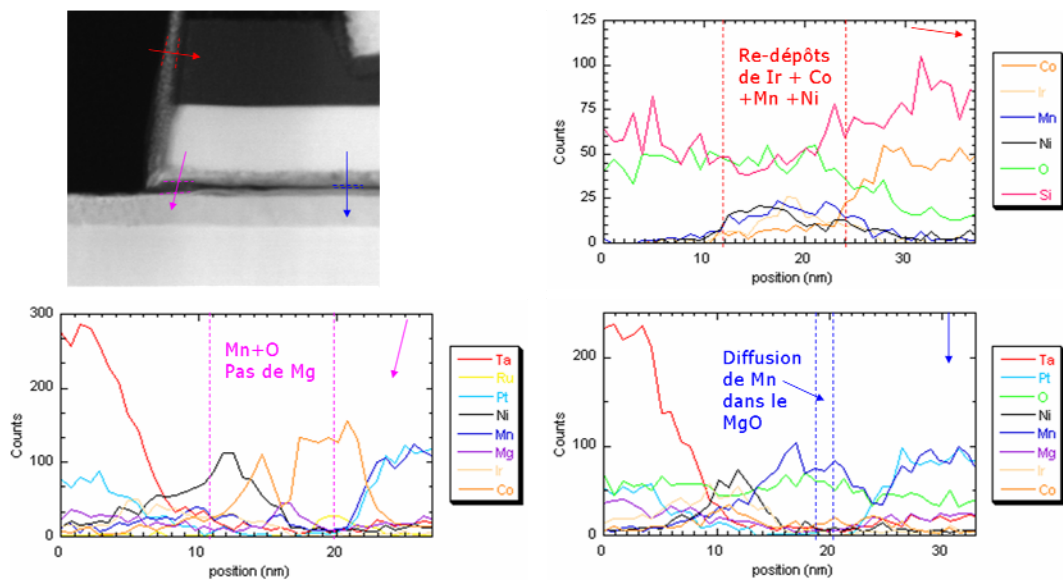 125
100
75
50
25
0
Counts
Re-dépôts
de Ir + Co
+Mn +Ni
0
10
20
30
position (nm)
Co
Ir
Mn
Ni
O
Si
300
200
100
0
Counts
Mn+O
Pas de Mg
0
10
20
position (nm)
Ta
Ru
Pt
Ni
Mn
Mg
Ir
Co
200
100
0
Counts
Diffusion
de Mn
dans le
MgO
0
10
20
30
position (nm)
Ta
Pt
O
Ni
Mn
Mg
Ir
Co